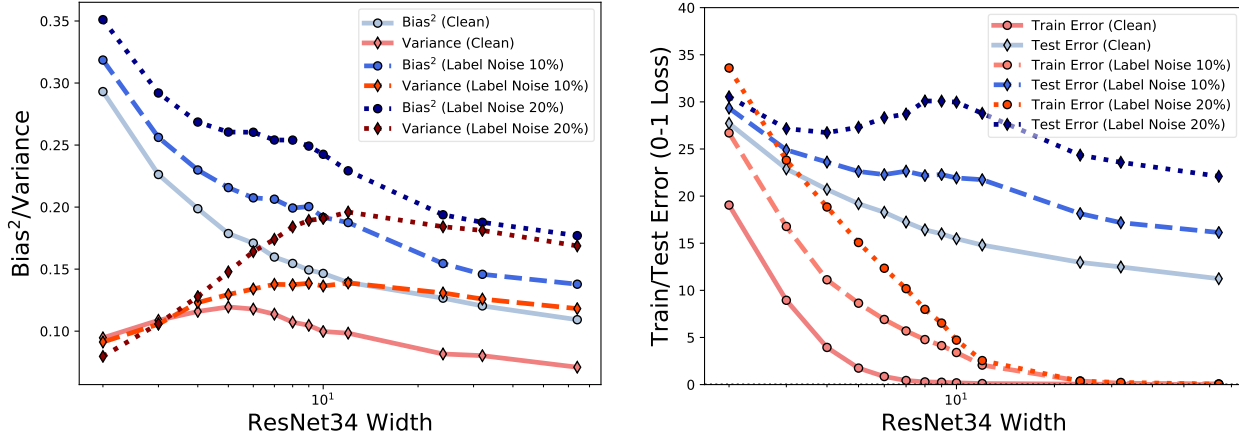 0.35
0.30
0.25
0.20
0.15
0.10
Bias²/Variance
Bias² (Clean)
Variance (Clean)
Bias² (Label Noise 10%)
Variance (Label Noise 10%)
Bias² (Label Noise 20%)
Variance (Label Noise 20%)
10¹
ResNet34 Width
40
35
30
25
20
15
10
5
0
Train/Test Error (0-1 Loss)
Train Error (Clean)
Test Error (Clean)
Train Error (Label Noise 10%)
Test Error (Label Noise 10%)
Train Error (Label Noise 20%)
Test Error (Label Noise 20%)
10¹
ResNet34 Width